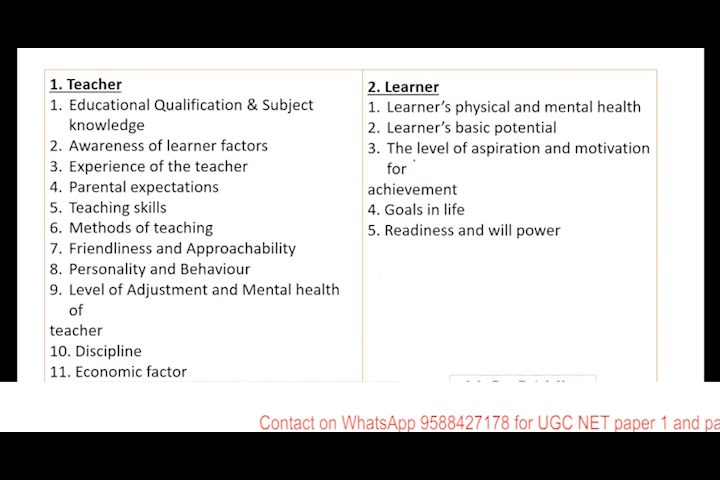 1. Teacher
1. Educational Qualification & Subject
knowledge
2. Awareness of learner factors
3. Experience of the teacher
4. Parental expectations
5. Teaching skills
6. Methods of teaching
7. Friendliness and Approachability
8. Personality and Behaviour
9. Level of Adjustment and Mental health
of
teacher
10. Discipline
11. Economic factor
2. Learner
1. Learner's physical and mental health
2. Learner's basic potential
3. The level of aspiration and motivation
for
achievement
4. Goals in life
5. Readiness and will power
Contact on WhatsApp 9588427178 for UGC NET paper 1 and pa